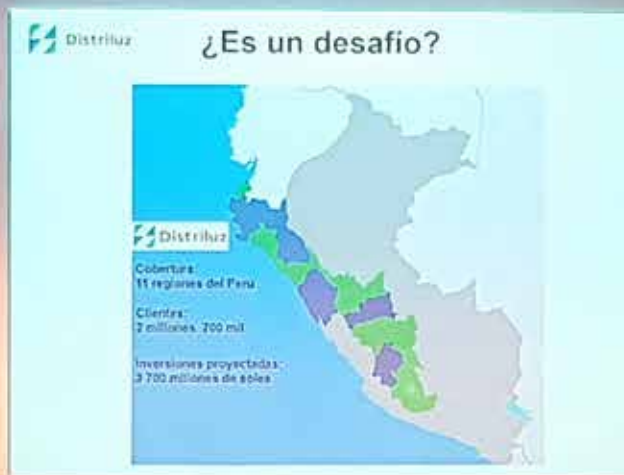 Distriluz
¿Es un desafío?
Distriluz
Cobertura:
11 regiones del Perú
Clientes:
2 millones, 700 mil
Inversiones proyectadas:
3 700 millones de soles